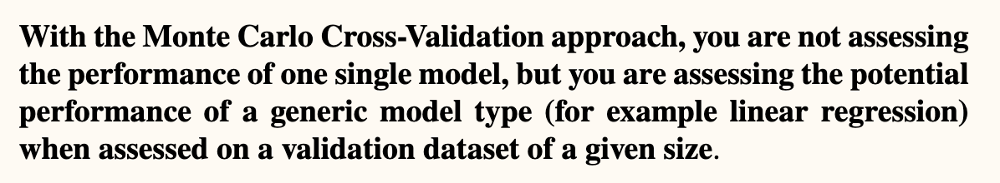 With the Monte Carlo Cross-Validation approach, you are not assessing
the performance of one single model, but you are assessing the potential
performance of a generic model type (for example linear regression)
when assessed on a validation dataset of a given size.